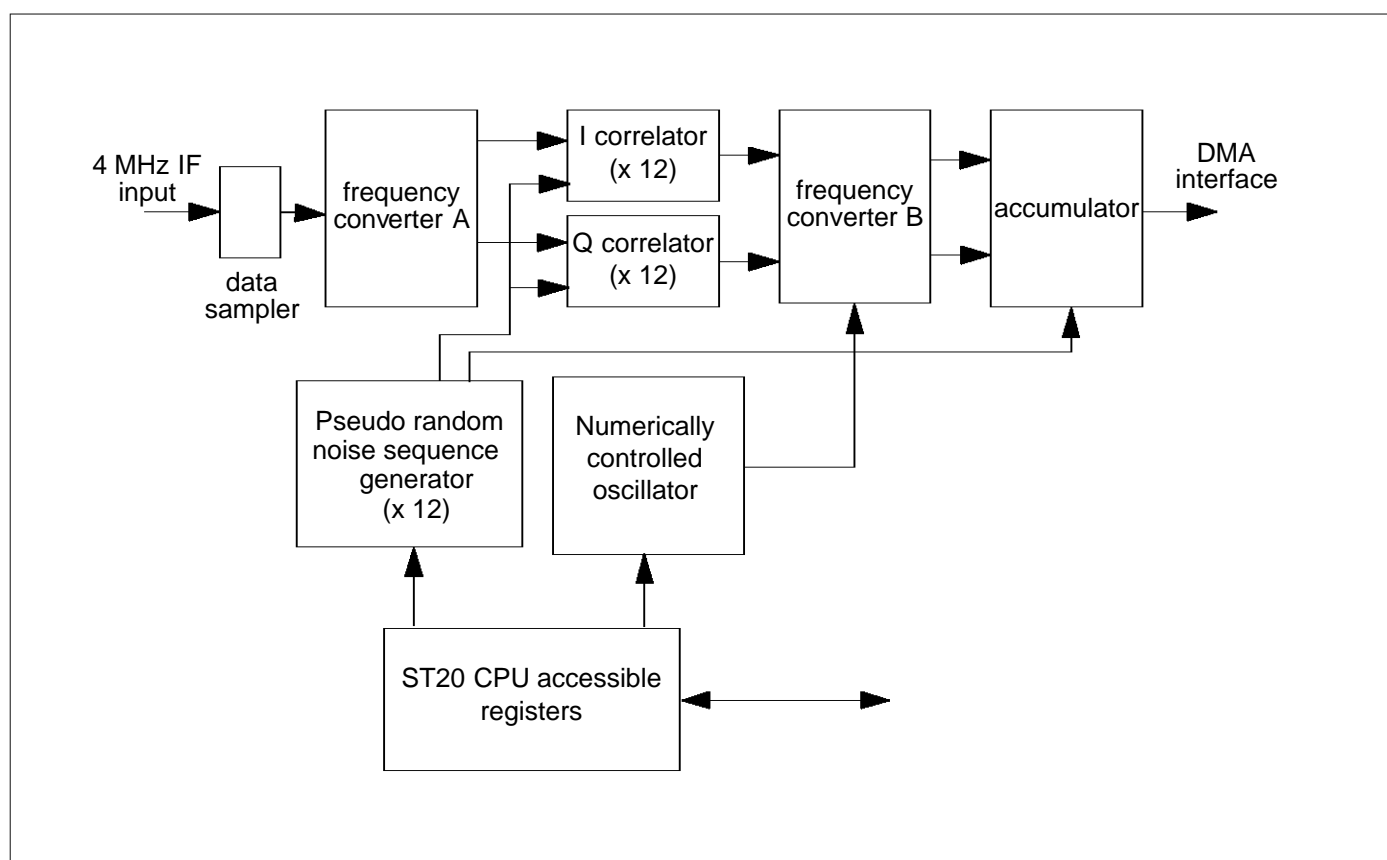 4 MHz IF
input
data
sampler
frequency
converter A
I correlator
(x 12)
Q correlator
(x 12)
frequency
converter B
accumulator
DMA
interface
Pseudo random
noise sequence
generator
(x 12)
Numerically
controlled
oscillator
ST20 CPU accessible
registers